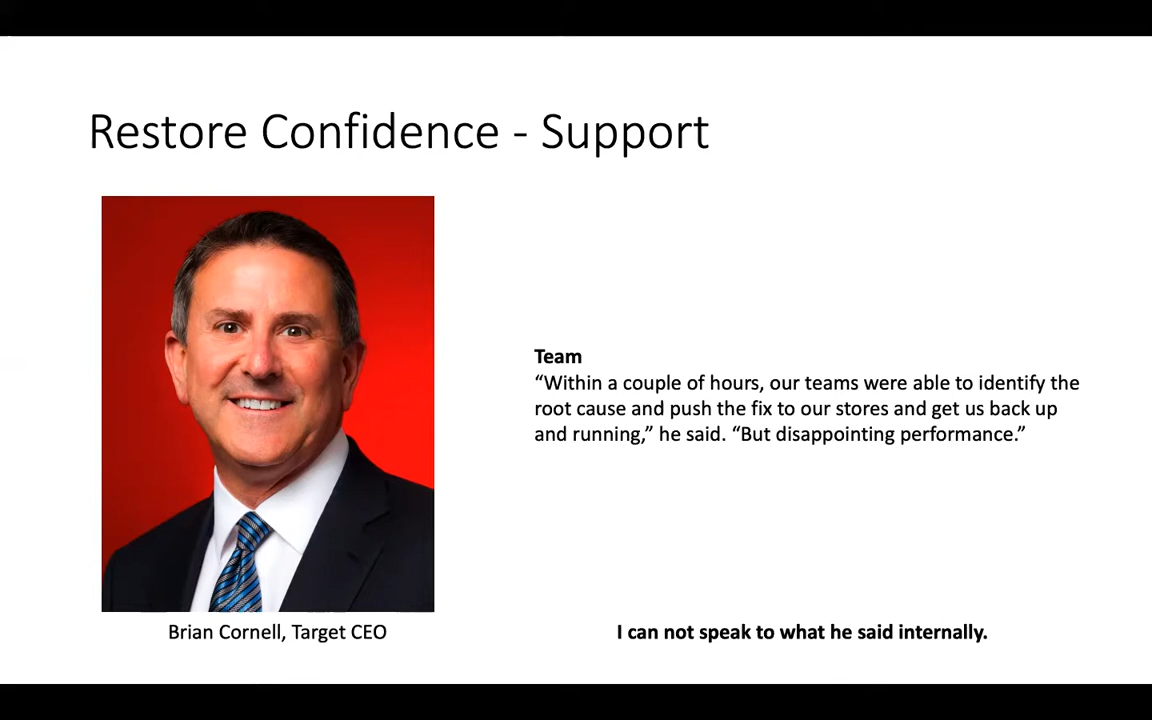 Restore Confidence - Support
Team
“Within a couple of hours, our teams were able to identify the
root cause and push the fix to our stores and get us back up
and running,” he said. “But disappointing performance.”
Brian Cornell, Target CEO
I can not speak to what he said internally.